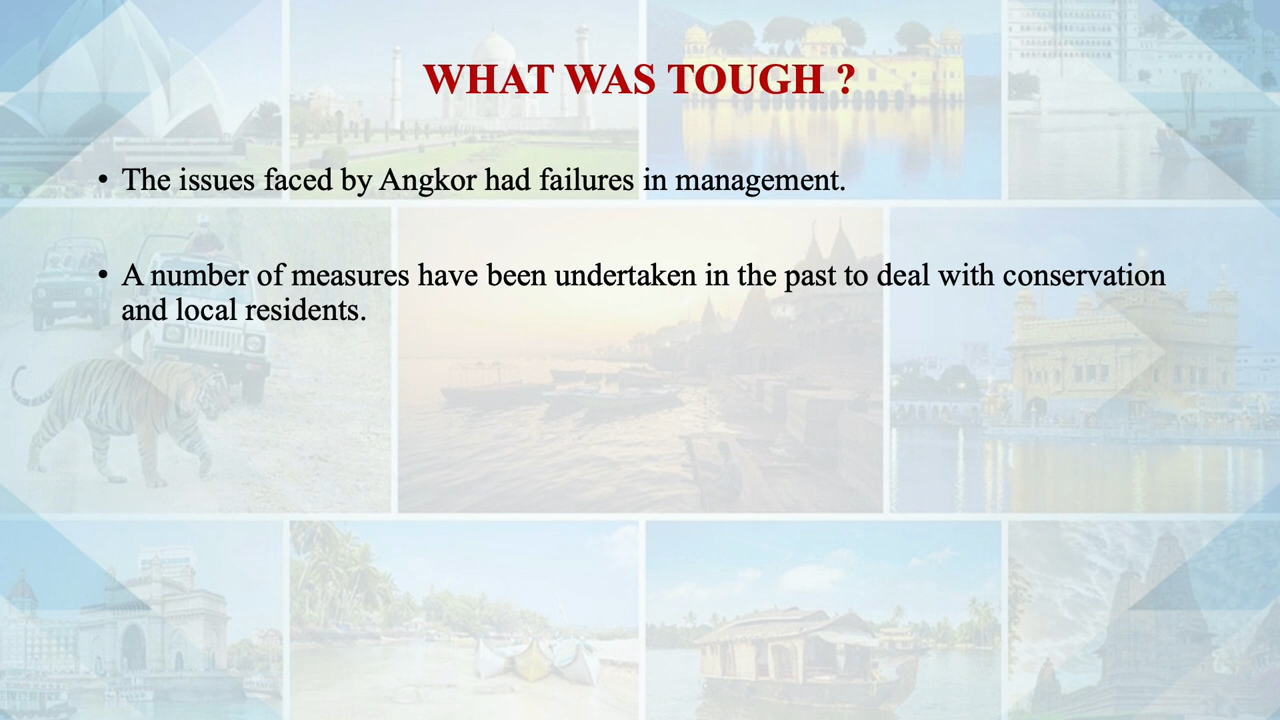 WHAT WAS TOUGH ?
• The issues faced by Angkor had failures in management.
• A number of measures have been undertaken in the past to deal with conservation
and local residents.